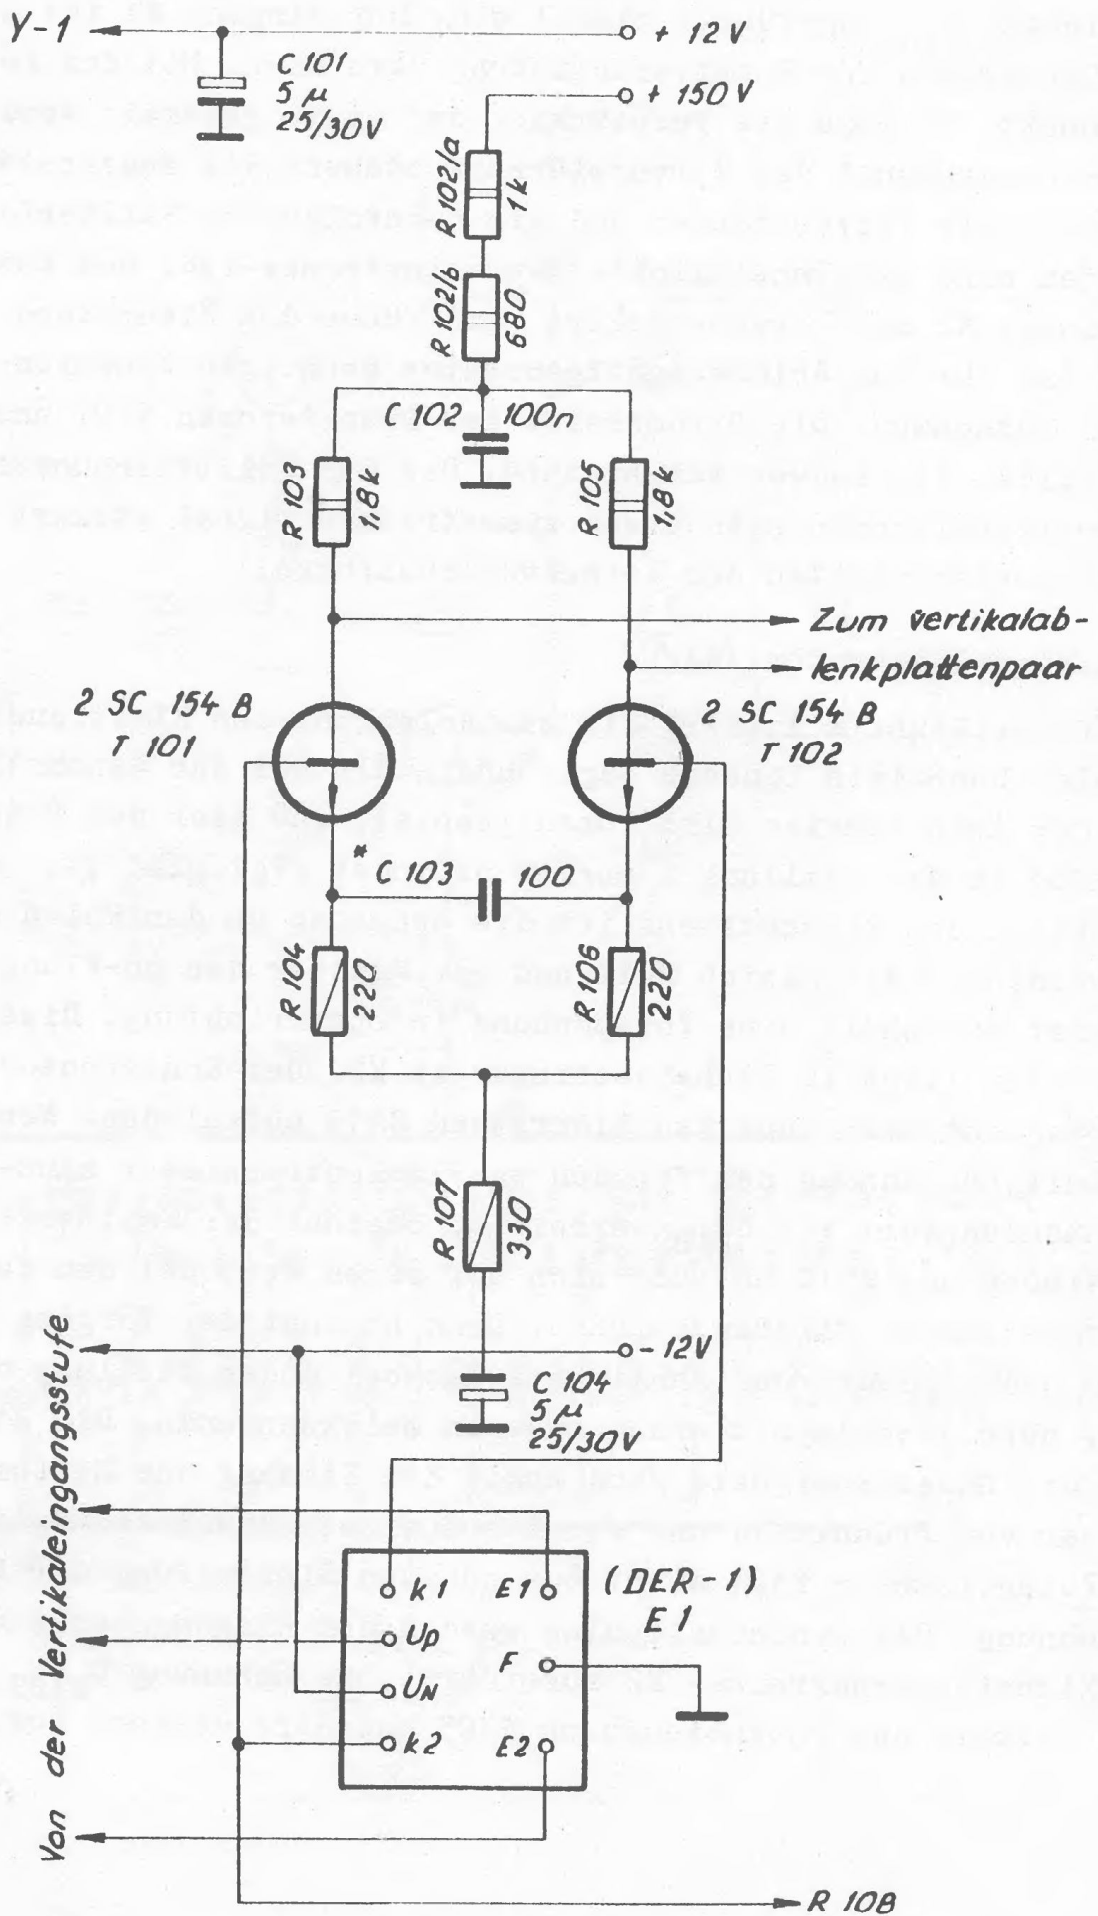 Y-1
+ 12V
C 101
5 µ
25/30V
+ 150V
R 102/a
1k
R 102/b
680
C 102 100n
R 103
1,8k
R 105
1,8k
Zum vertikalab-
lenkplattenpaar
2 SC 154 B
T 101
2 SC 154 B
T 102
* C 103 100
R 104
220
R 106
220
R 107
330
- 12V
C 104
5 µ
25/30V
Von der Vertikaleingangsstufe
k1
E1
(DER-1)
E 1
Up
F
UN
k2
E2
R 108